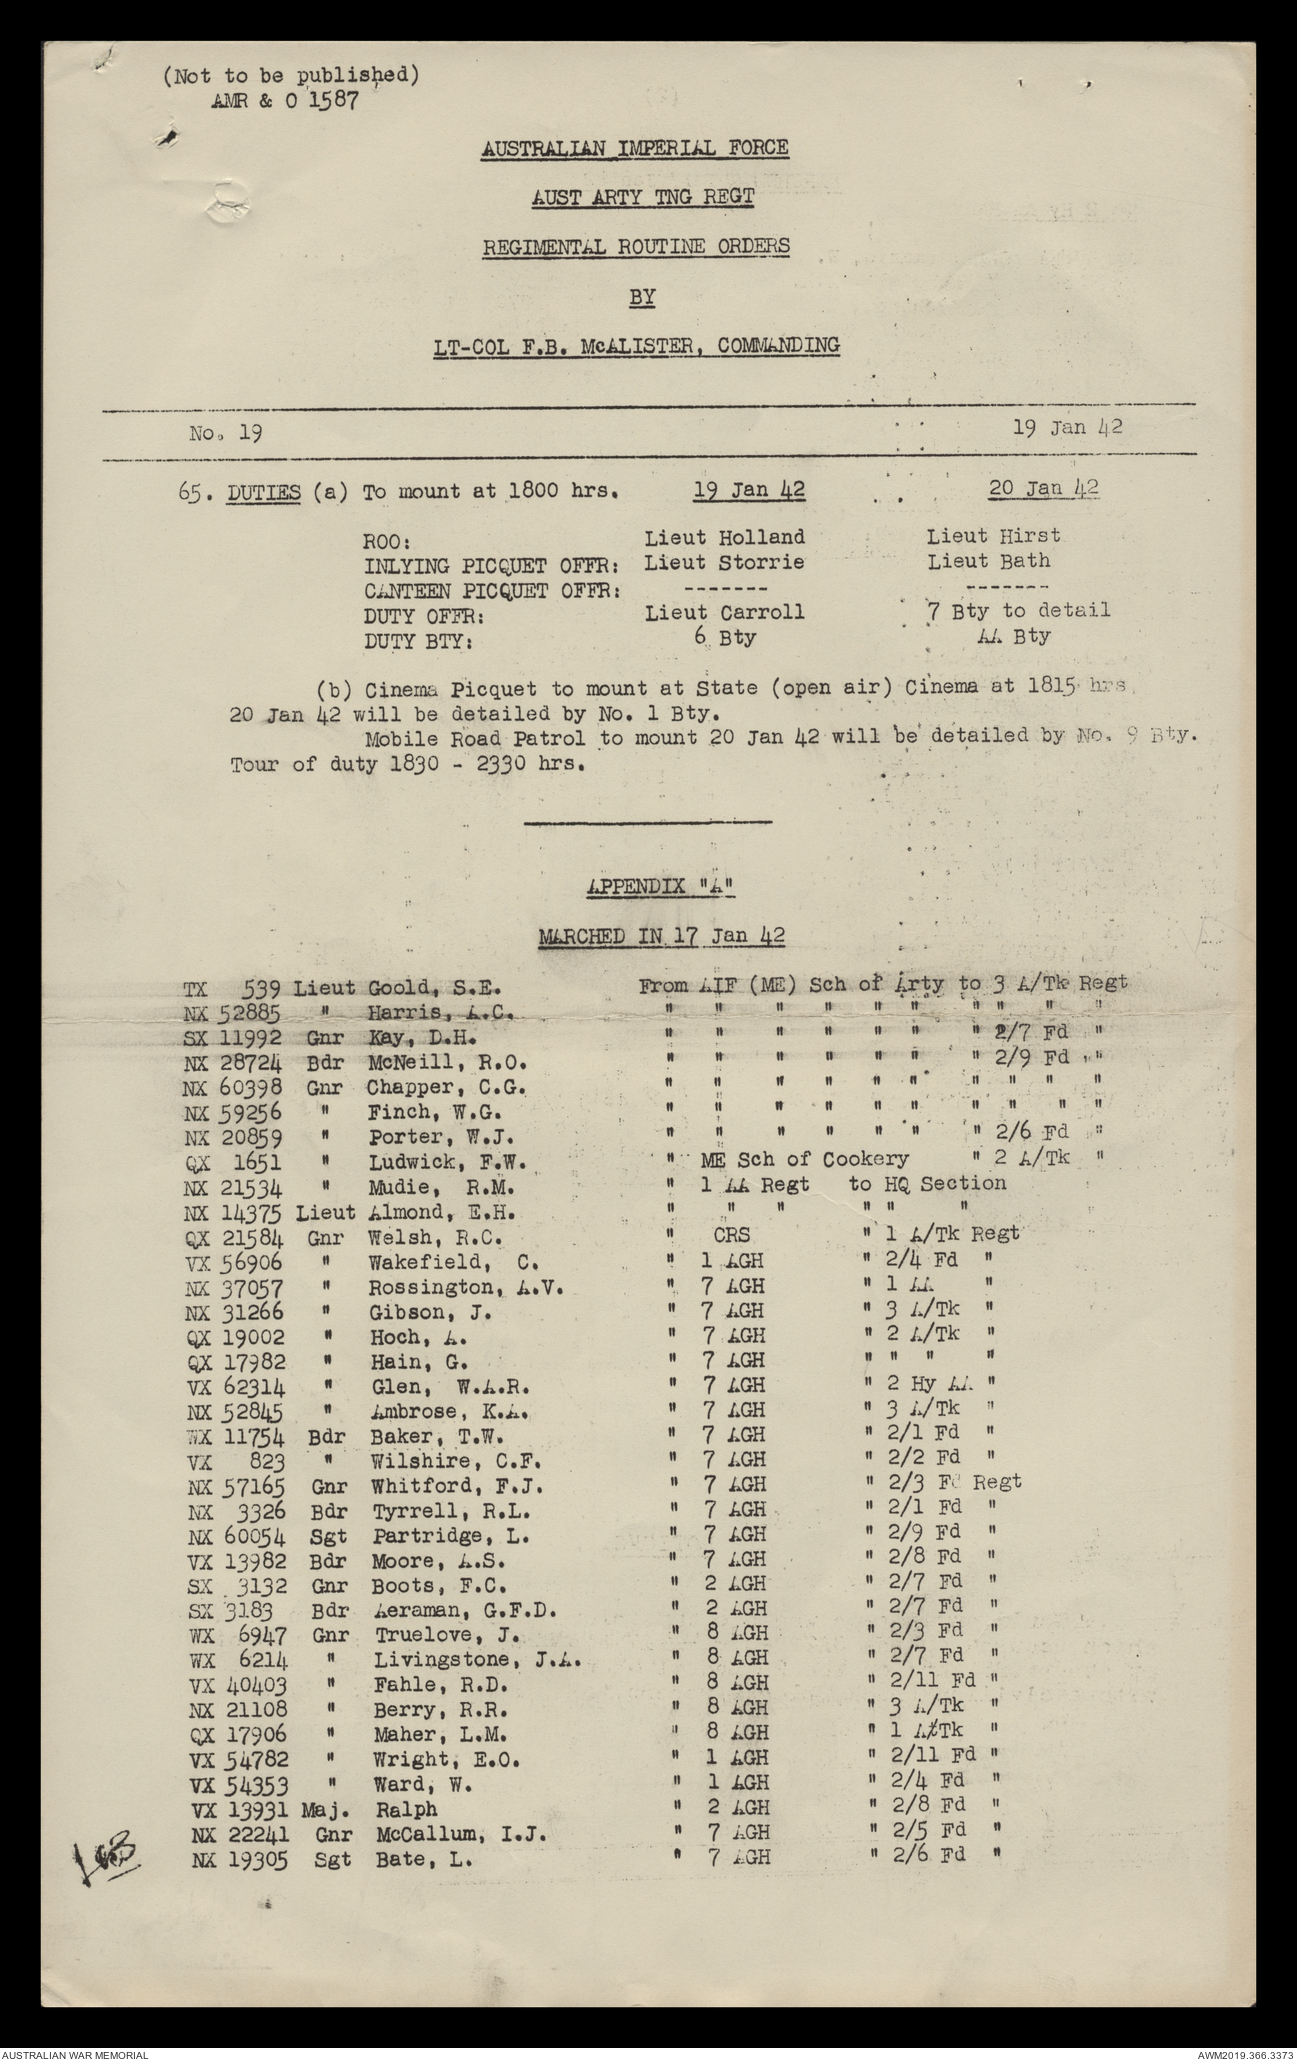 (Not to be published)
AMR & O 1587
AUSTRALIAN IMPERIAL FORCE
AUST ARTY TNG REGT
REGIMENTAL ROUTINE ORDERS
BY
LT-COL F.B. McALISTER, COMMANDING
No. 19 19 Jan 42
65. DUTIES (a) To mount at 1800 hrs. 19 Jan 42 20 Jan 42
ROO: Lieut Holland Lieut Hirst
INLYING PICQUET OFFR: Lieut Storrie Lieut Bath
CANTEEN PICQUET OFFR: ------- -------
DUTY OFFR: Lieut Carroll 7 Bty to detail
DUTY BTY: 6 Bty AA Bty
(b) Cinema Picquet to mount at State (open air) Cinema at 1815 hrs
20 Jan 42 will be detailed by No. 1 Bty.
Mobile Road Patrol to mount 20 Jan 42 will be detailed by No. 9 Bty.
Tour of duty 1830 - 2330 hrs.
APPENDIX "A"
MARCHED IN 17 Jan 42
TX 539 Lieut Goold, S.E. From AIF (ME) Sch of Arty to 3 A/Tk Regt
NX 52885 " Harris, A.C. " " " " " " " " " "
SX 11992 Gnr Kay, D.H. " " " " " " " 2/7 Fd "
NX 28724 Bdr McNeill, R.O. " " " " " " " 2/9 Fd "
NX 60398 Gnr Chapper, C.G. " " " " " " " " " "
NX 59256 " Finch, W.G. " " " " " " " " " "
NX 20859 " Porter, W.J. " " " " " " " 2/6 Fd "
QX 1651 " Ludwick, F.W. " ME Sch of Cookery " 2 A/Tk "
NX 21534 " Mudie, R.M. " 1 AA Regt to HQ Section
NX 14375 Lieut Almond, E.H. " " " " " "
QX 21584 Gnr Welsh, R.C. " CRS " 1 A/Tk Regt
VX 56906 " Wakefield, C. " 1 AGH " 2/4 Fd "
NX 37057 " Rossington, A.V. " 7 AGH " 1 AA "
NX 31266 " Gibson, J. " 7 AGH " 3 A/Tk "
QX 19002 " Hoch, A. " 7 AGH " 2 A/Tk "
QX 17982 " Hain, G. " 7 AGH " " " "
VX 62314 " Glen, W.A.R. " 7 AGH " 2 Hy AA "
NX 52845 " Ambrose, K.A. " 7 AGH " 3 A/Tk "
WX 11754 Bdr Baker, T.W. " 7 AGH " 2/1 Fd "
VX 823 " Wilshire, C.F. " 7 AGH " 2/2 Fd "
NX 57165 Gnr Whitford, F.J. " 7 AGH " 2/3 Fd Regt
NX 3326 Bdr Tyrrell, R.L. " 7 AGH " 2/1 Fd "
NX 60054 Sgt Partridge, L. " 7 AGH " 2/9 Fd "
VX 13982 Bdr Moore, A.S. " 7 AGH " 2/8 Fd "
SX 3132 Gnr Boots, F.C. " 2 AGH " 2/7 Fd "
SX 3183 Bdr Aeraman, G.F.D. " 2 AGH " 2/7 Fd "
WX 6947 Gnr Truelove, J. " 8 AGH " 2/3 Fd "
WX 6214 " Livingstone, J.A. " 8 AGH " 2/7 Fd "
VX 40403 " Fahle, R.D. " 8 AGH " 2/11 Fd "
NX 21108 " Berry, R.R. " 8 AGH " 3 A/Tk "
QX 17906 " Maher, L.M. " 8 AGH " 1 A/Tk "
VX 54782 " Wright, E.O. " 1 AGH " 2/11 Fd "
VX 54353 " Ward, W. " 1 AGH " 2/4 Fd "
VX 13931 Maj. Ralph " 2 AGH " 2/8 Fd "
NX 22241 Gnr McCallum, I.J. " 7 AGH " 2/5 Fd "
NX 19305 Sgt Bate, L. " 7 AGH " 2/6 Fd "
AUSTRALIAN WAR MEMORIAL AWM2019.366.3373